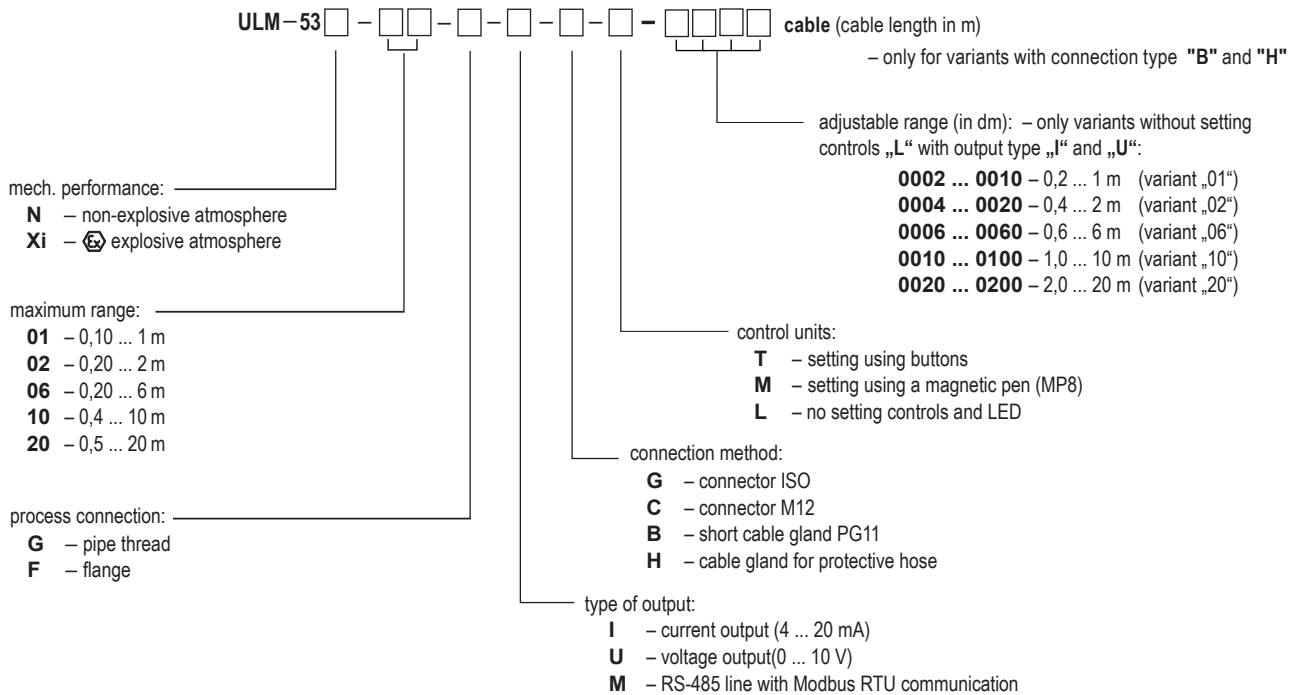 ULM–53□ – □□ – □ – □ – □ – □ – □□□□ cable (cable length in m)
– only for variants with connection type "B" and "H"
adjustable range (in dm): – only variants without setting
controls „L“ with output type „I“ and „U“:
0002 ... 0010 – 0,2 ... 1 m (variant „01“)
0004 ... 0020 – 0,4 ... 2 m (variant „02“)
0006 ... 0060 – 0,6 ... 6 m (variant „06“)
0010 ... 0100 – 1,0 ... 10 m (variant „10“)
0020 ... 0200 – 2,0 ... 20 m (variant „20“)
mech. performance:
N – non-explosive atmosphere
Xi – Ex explosive atmosphere
maximum range:
01 – 0,10 ... 1 m
02 – 0,20 ... 2 m
06 – 0,20 ... 6 m
10 – 0,4 ... 10 m
20 – 0,5 ... 20 m
control units:
T – setting using buttons
M – setting using a magnetic pen (MP8)
L – no setting controls and LED
connection method:
G – connector ISO
C – connector M12
B – short cable gland PG11
H – cable gland for protective hose
process connection:
G – pipe thread
F – flange
type of output:
I – current output (4 ... 20 mA)
U – voltage output(0 ... 10 V)
M – RS-485 line with Modbus RTU communication